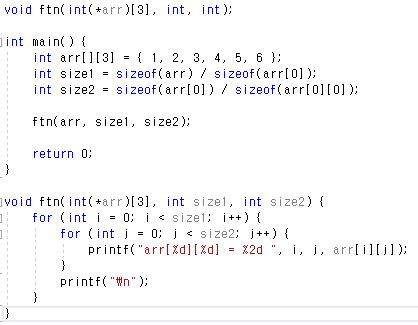 void ftn(int(*arr)[3], int, int);
int main() {
int arr[][3] = { 1, 2, 3, 4, 5, 6 };
int size1 = sizeof(arr) / sizeof(arr[0]);
int size2 = sizeof(arr[0]) / sizeof(arr[0][0]);
ftn(arr, size1, size2);
return 0;
}
void ftn(int(*arr)[3], int size1, int size2) {
for (int i = 0; i < size1; i++) {
for (int j = 0; j < size2; j++) {
printf("arr[%d][%d] = %2d ", i, j, arr[i][j]);
}
printf("₩n");
}
}